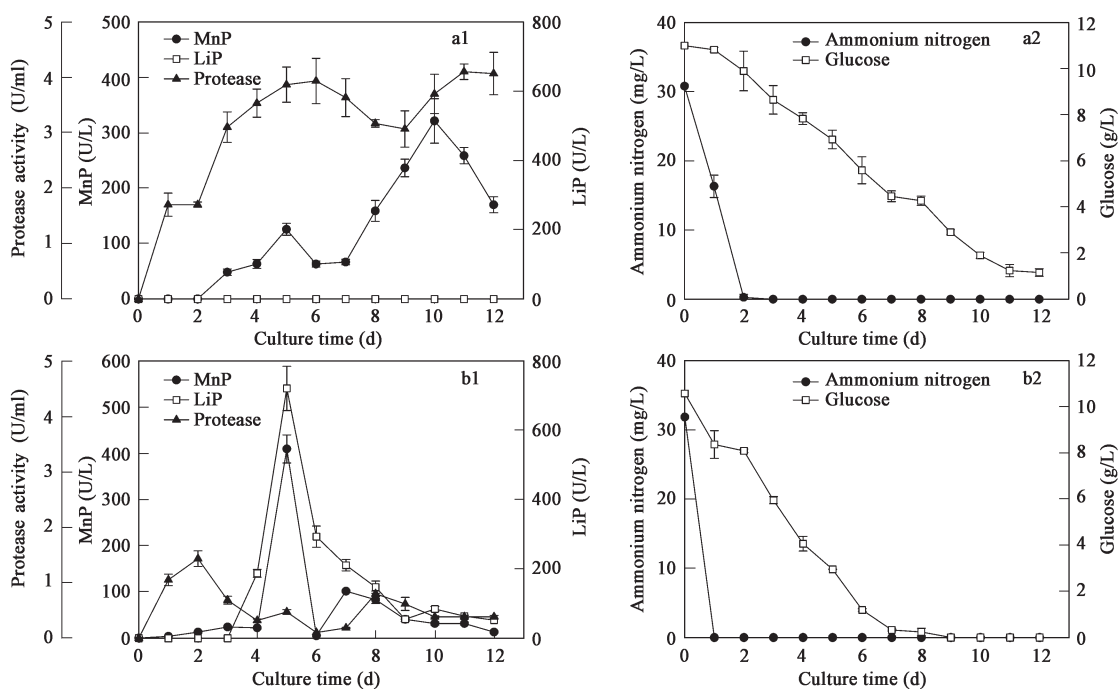 a1
MnP
LiP
Protease
Protease activity (U/ml)
5
4
3
2
1
0
MnP (U/L)
500
400
300
200
100
0
LiP (U/L)
800
600
400
200
0
0 2 4 6 8 10 12
Culture time (d)
a2
Ammonium nitrogen
Glucose
Ammonium nitrogen (mg/L)
40
30
20
10
0
Glucose (g/L)
12
10
8
6
4
2
0
0 2 4 6 8 10 12
Culture time (d)
b1
MnP
LiP
Protease
Protease activity (U/ml)
5
4
3
2
1
0
MnP (U/L)
600
500
400
300
200
100
0
LiP (U/L)
800
600
400
200
0
0 2 4 6 8 10 12
Culture time (d)
b2
Ammonium nitrogen
Glucose
Ammonium nitrogen (mg/L)
40
30
20
10
0
Glucose (g/L)
12
10
8
6
4
2
0
0 2 4 6 8 10 12
Culture time (d)